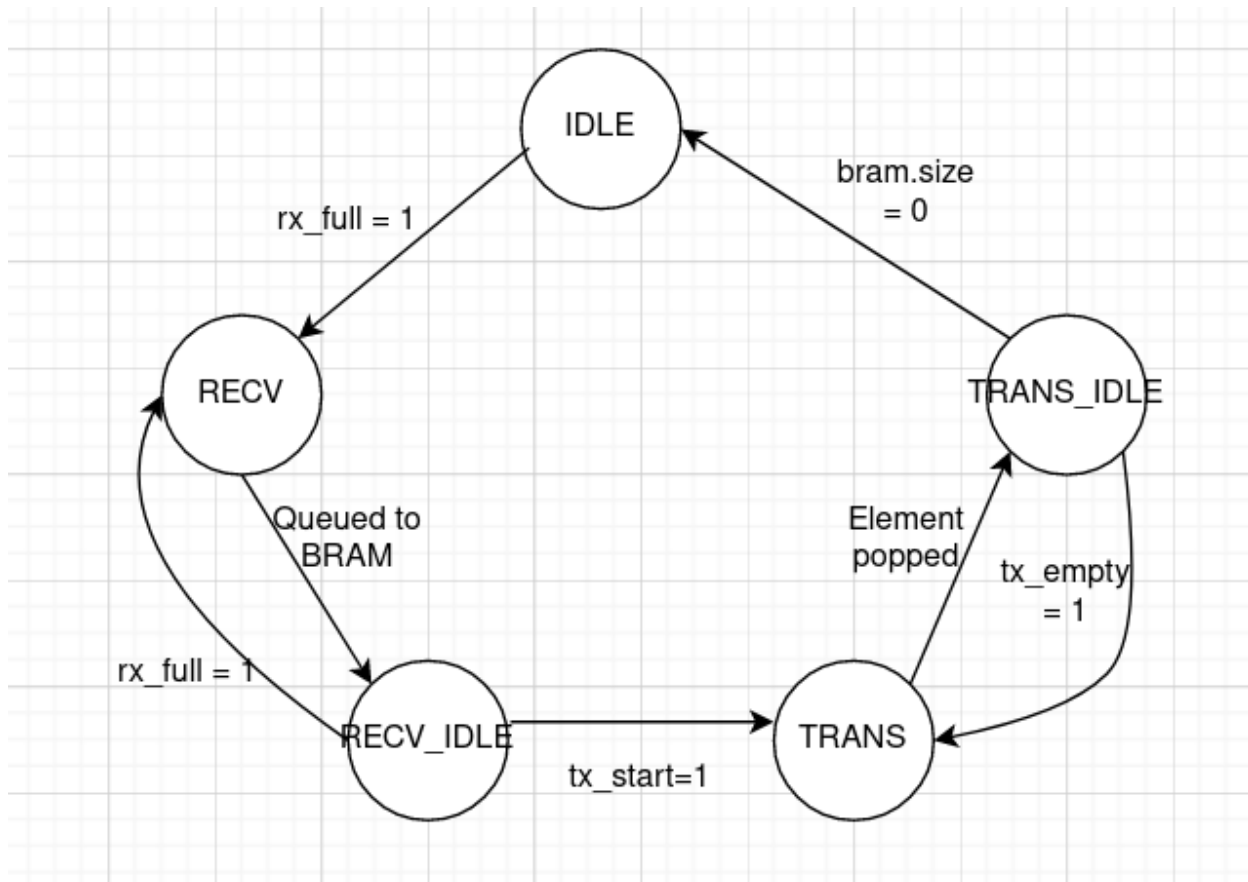 IDLE
bram.size
= 0
rx_full = 1
RECV
TRANS_IDLE
Queued to
BRAM
Element
popped
tx_empty
= 1
rx_full = 1
RECV_IDLE
TRANS
tx_start=1